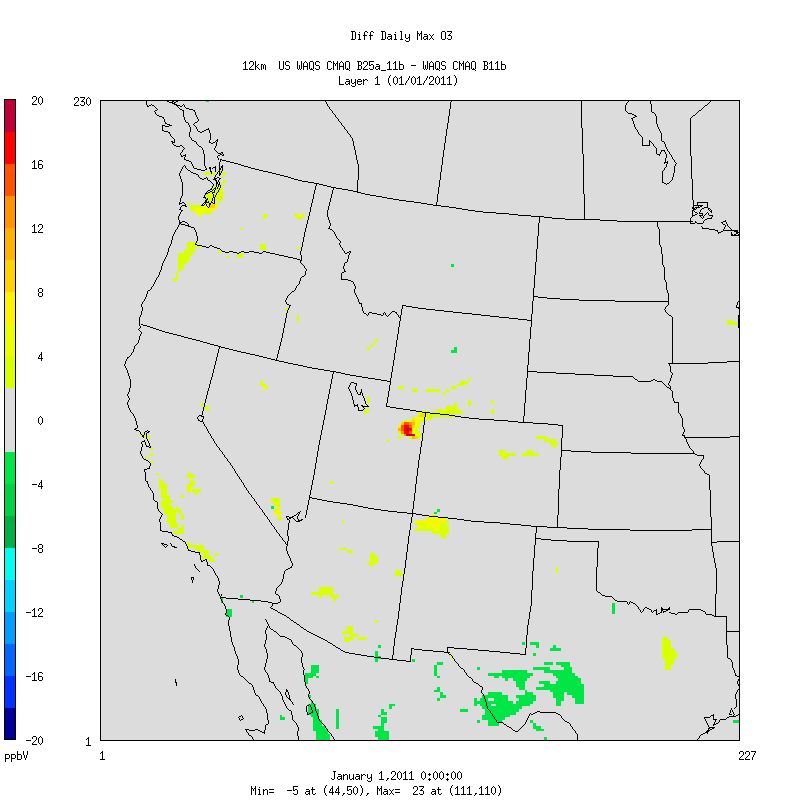 Diff Daily Max O3
12km  US WAQS CMAQ B25a_11b - WAQS CMAQ B11b
Layer 1 (01/01/2011)
20
230
16
12
8
4
0
-4
-8
-12
-16
-20
1
ppbV
1
227
January 1,2011 0:00:00
Min=  -5 at (44,50), Max=  23 at (111,110)